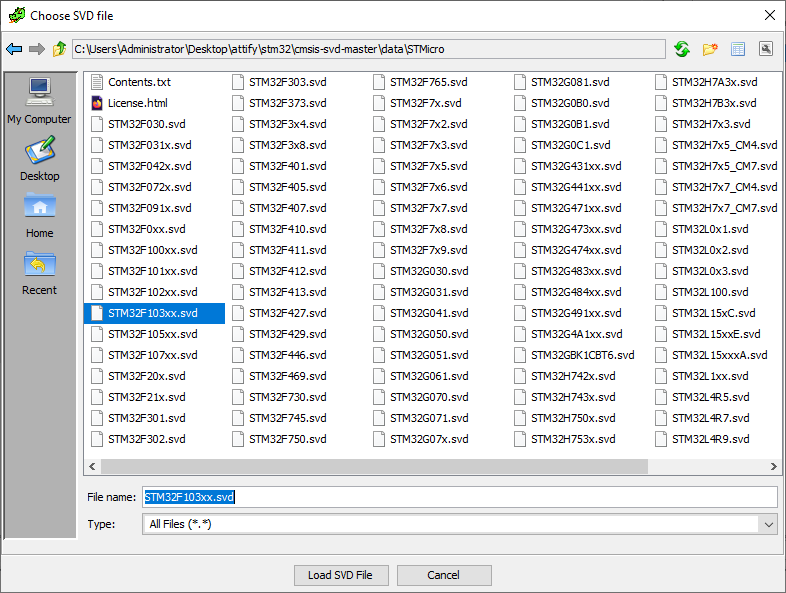 Choose SVD file
C:\Users\Administrator\Desktop\attify\stm32\cmsis-svd-master\data\STMicro
My Computer
Desktop
Home
Recent
Contents.txt
License.html
STM32F030.svd
STM32F031x.svd
STM32F042x.svd
STM32F072x.svd
STM32F091x.svd
STM32F0xx.svd
STM32F100xx.svd
STM32F101xx.svd
STM32F102xx.svd
STM32F103xx.svd
STM32F105xx.svd
STM32F107xx.svd
STM32F20x.svd
STM32F21x.svd
STM32F301.svd
STM32F302.svd
STM32F303.svd
STM32F373.svd
STM32F3x4.svd
STM32F3x8.svd
STM32F401.svd
STM32F405.svd
STM32F407.svd
STM32F410.svd
STM32F411.svd
STM32F412.svd
STM32F413.svd
STM32F427.svd
STM32F429.svd
STM32F446.svd
STM32F469.svd
STM32F730.svd
STM32F745.svd
STM32F750.svd
STM32F765.svd
STM32F7x.svd
STM32F7x2.svd
STM32F7x3.svd
STM32F7x5.svd
STM32F7x6.svd
STM32F7x7.svd
STM32F7x8.svd
STM32F7x9.svd
STM32G030.svd
STM32G031.svd
STM32G041.svd
STM32G050.svd
STM32G051.svd
STM32G061.svd
STM32G070.svd
STM32G071.svd
STM32G07x.svd
STM32G081.svd
STM32G0B0.svd
STM32G0B1.svd
STM32G0C1.svd
STM32G431xx.svd
STM32G441xx.svd
STM32G471xx.svd
STM32G473xx.svd
STM32G474xx.svd
STM32G483xx.svd
STM32G484xx.svd
STM32G491xx.svd
STM32G4A1xx.svd
STM32GBK1CBT6.svd
STM32H742x.svd
STM32H743x.svd
STM32H750x.svd
STM32H753x.svd
STM32H7A3x.svd
STM32H7B3x.svd
STM32H7x3.svd
STM32H7x5_CM4.svd
STM32H7x5_CM7.svd
STM32H7x7_CM4.svd
STM32H7x7_CM7.svd
STM32L0x1.svd
STM32L0x2.svd
STM32L0x3.svd
STM32L100.svd
STM32L15xC.svd
STM32L15xxE.svd
STM32L15xxxA.svd
STM32L1xx.svd
STM32L4R5.svd
STM32L4R7.svd
STM32L4R9.svd
File name: STM32F103xx.svd
Type: All Files (*.*)
Load SVD File
Cancel